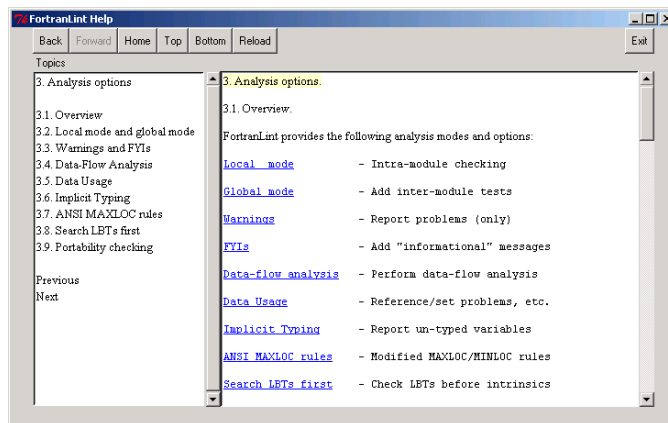 FortranLint Help
Back Forward Home Top Bottom Reload Exit
Topics
3. Analysis options
3.1. Overview
3.2. Local mode and global mode
3.3. Warnings and FYIs
3.4. Data-Flow Analysis
3.5. Data Usage
3.6. Implicit Typing
3.7. ANSI MAXLOC rules
3.8. Search LBTs first
3.9. Portability checking
Previous
Next
3. Analysis options.
3.1. Overview.
FortranLint provides the following analysis modes and options:
Local mode - Intra-module checking
Global mode - Add inter-module tests
Warnings - Report problems (only)
FYIs - Add "informational" messages
Data-flow analysis - Perform data-flow analysis
Data Usage - Reference/set problems, etc.
Implicit Typing - Report un-typed variables
ANSI MAXLOC rules - Modified MAXLOC/MINLOC rules
Search LBTs first - Check LBTs before intrinsics